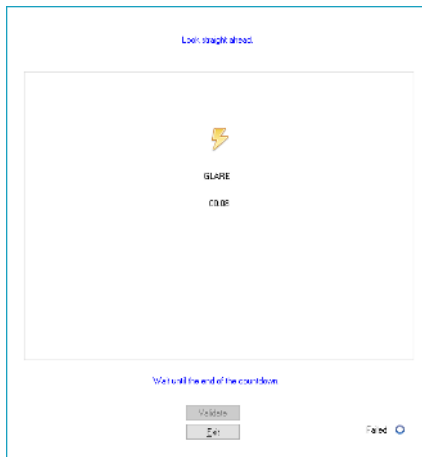 Look straight ahead.
GLARE
00:08
Wait until the end of the countdown
Validate
Exit
Failed